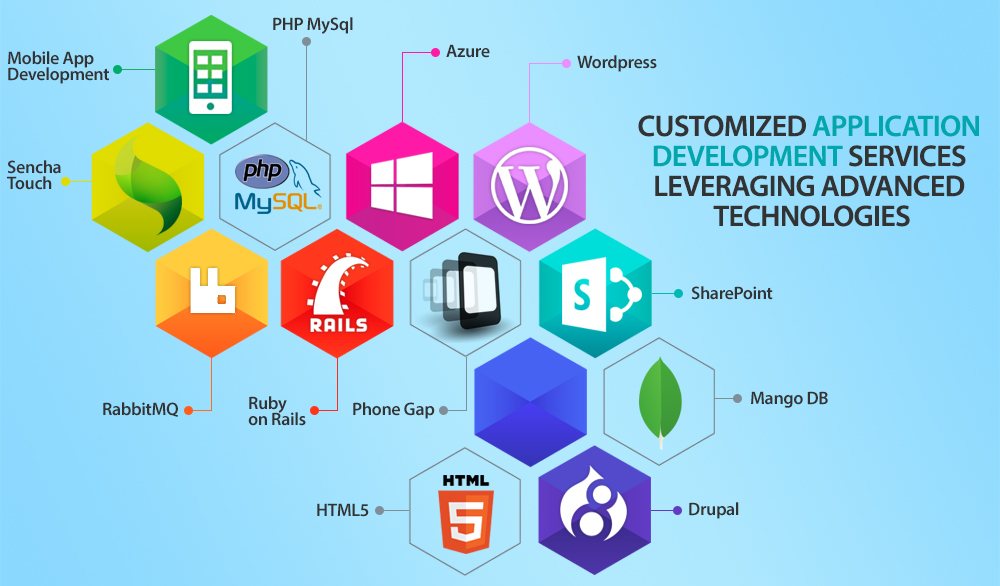 PHP MySql
Mobile App
Development
Azure
Wordpress
CUSTOMIZED APPLICATION
DEVELOPMENT SERVICES
LEVERAGING ADVANCED
TECHNOLOGIES
Sencha
Touch
php
MySQL
W
S
SharePoint
RAILS
RabbitMQ
Ruby
on Rails
Phone Gap
Mango DB
HTML
5
HTML5
Drupal